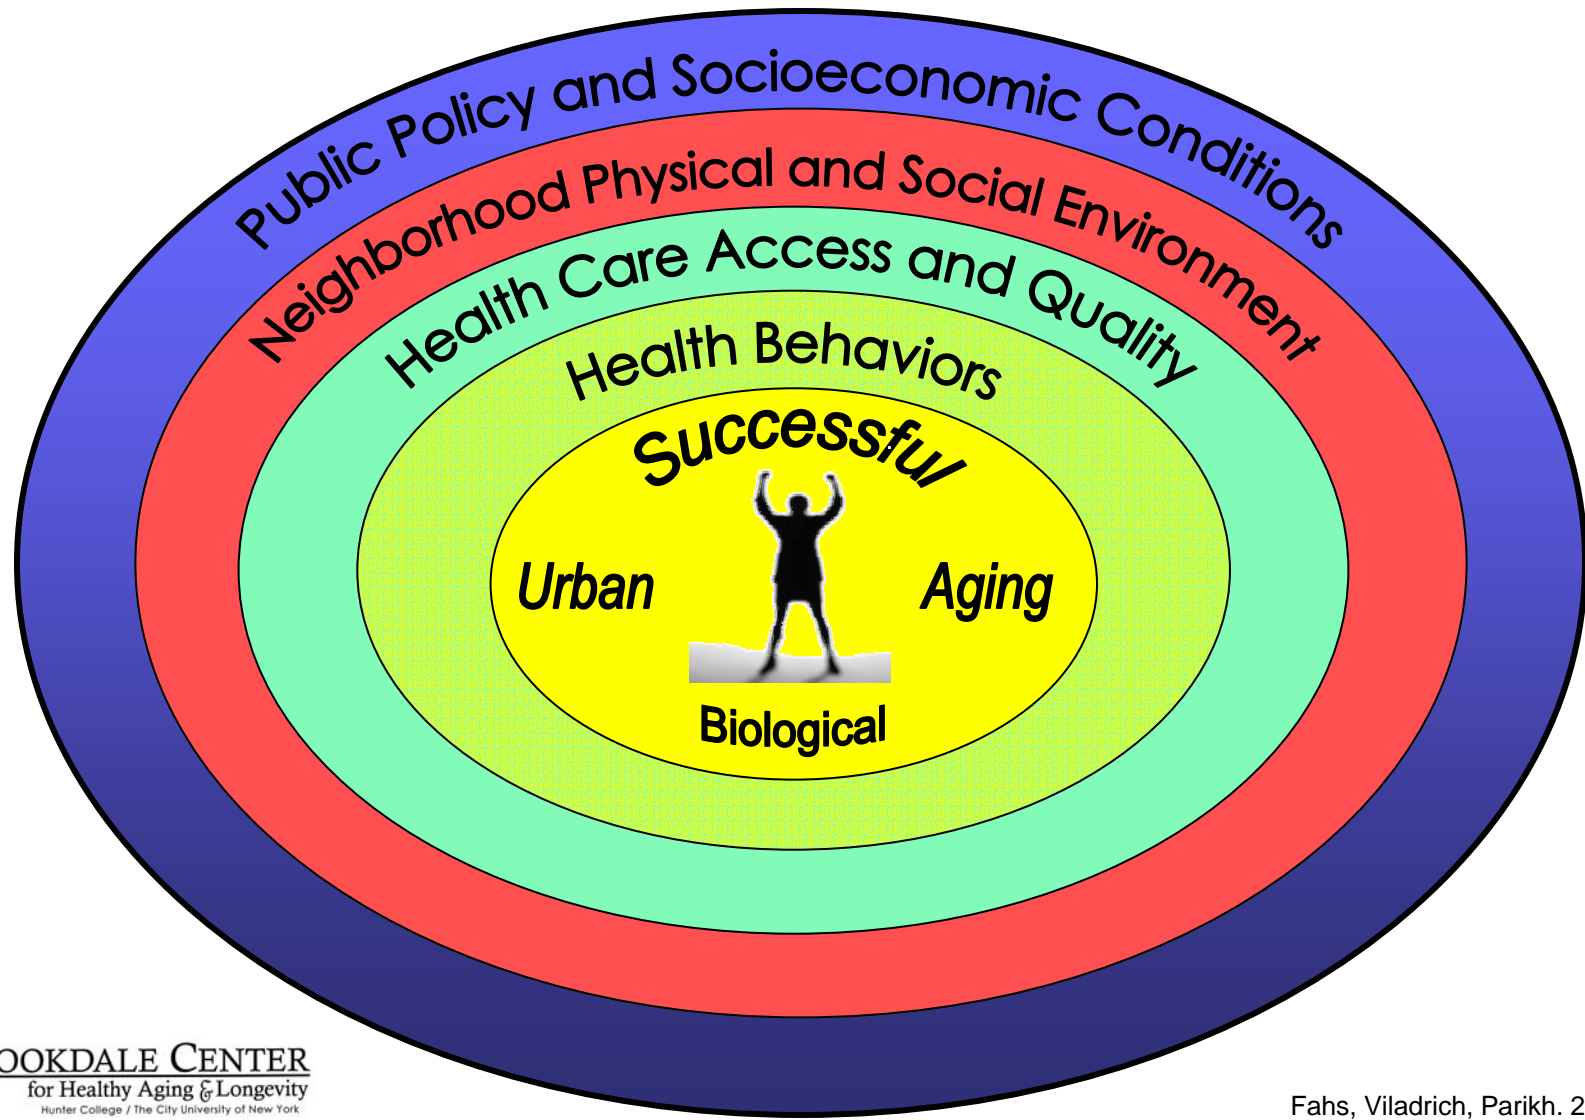 Public Policy and Socioeconomic Conditions
Neighborhood Physical and Social Environment
Health Care Access and Quality
Health Behaviors
Successful
Urban
Aging
Biological
OOKDALE CENTER
for Healthy Aging & Longevity
Hunter College / The City University of New York
Fahs, Viladrich, Parikh. 2